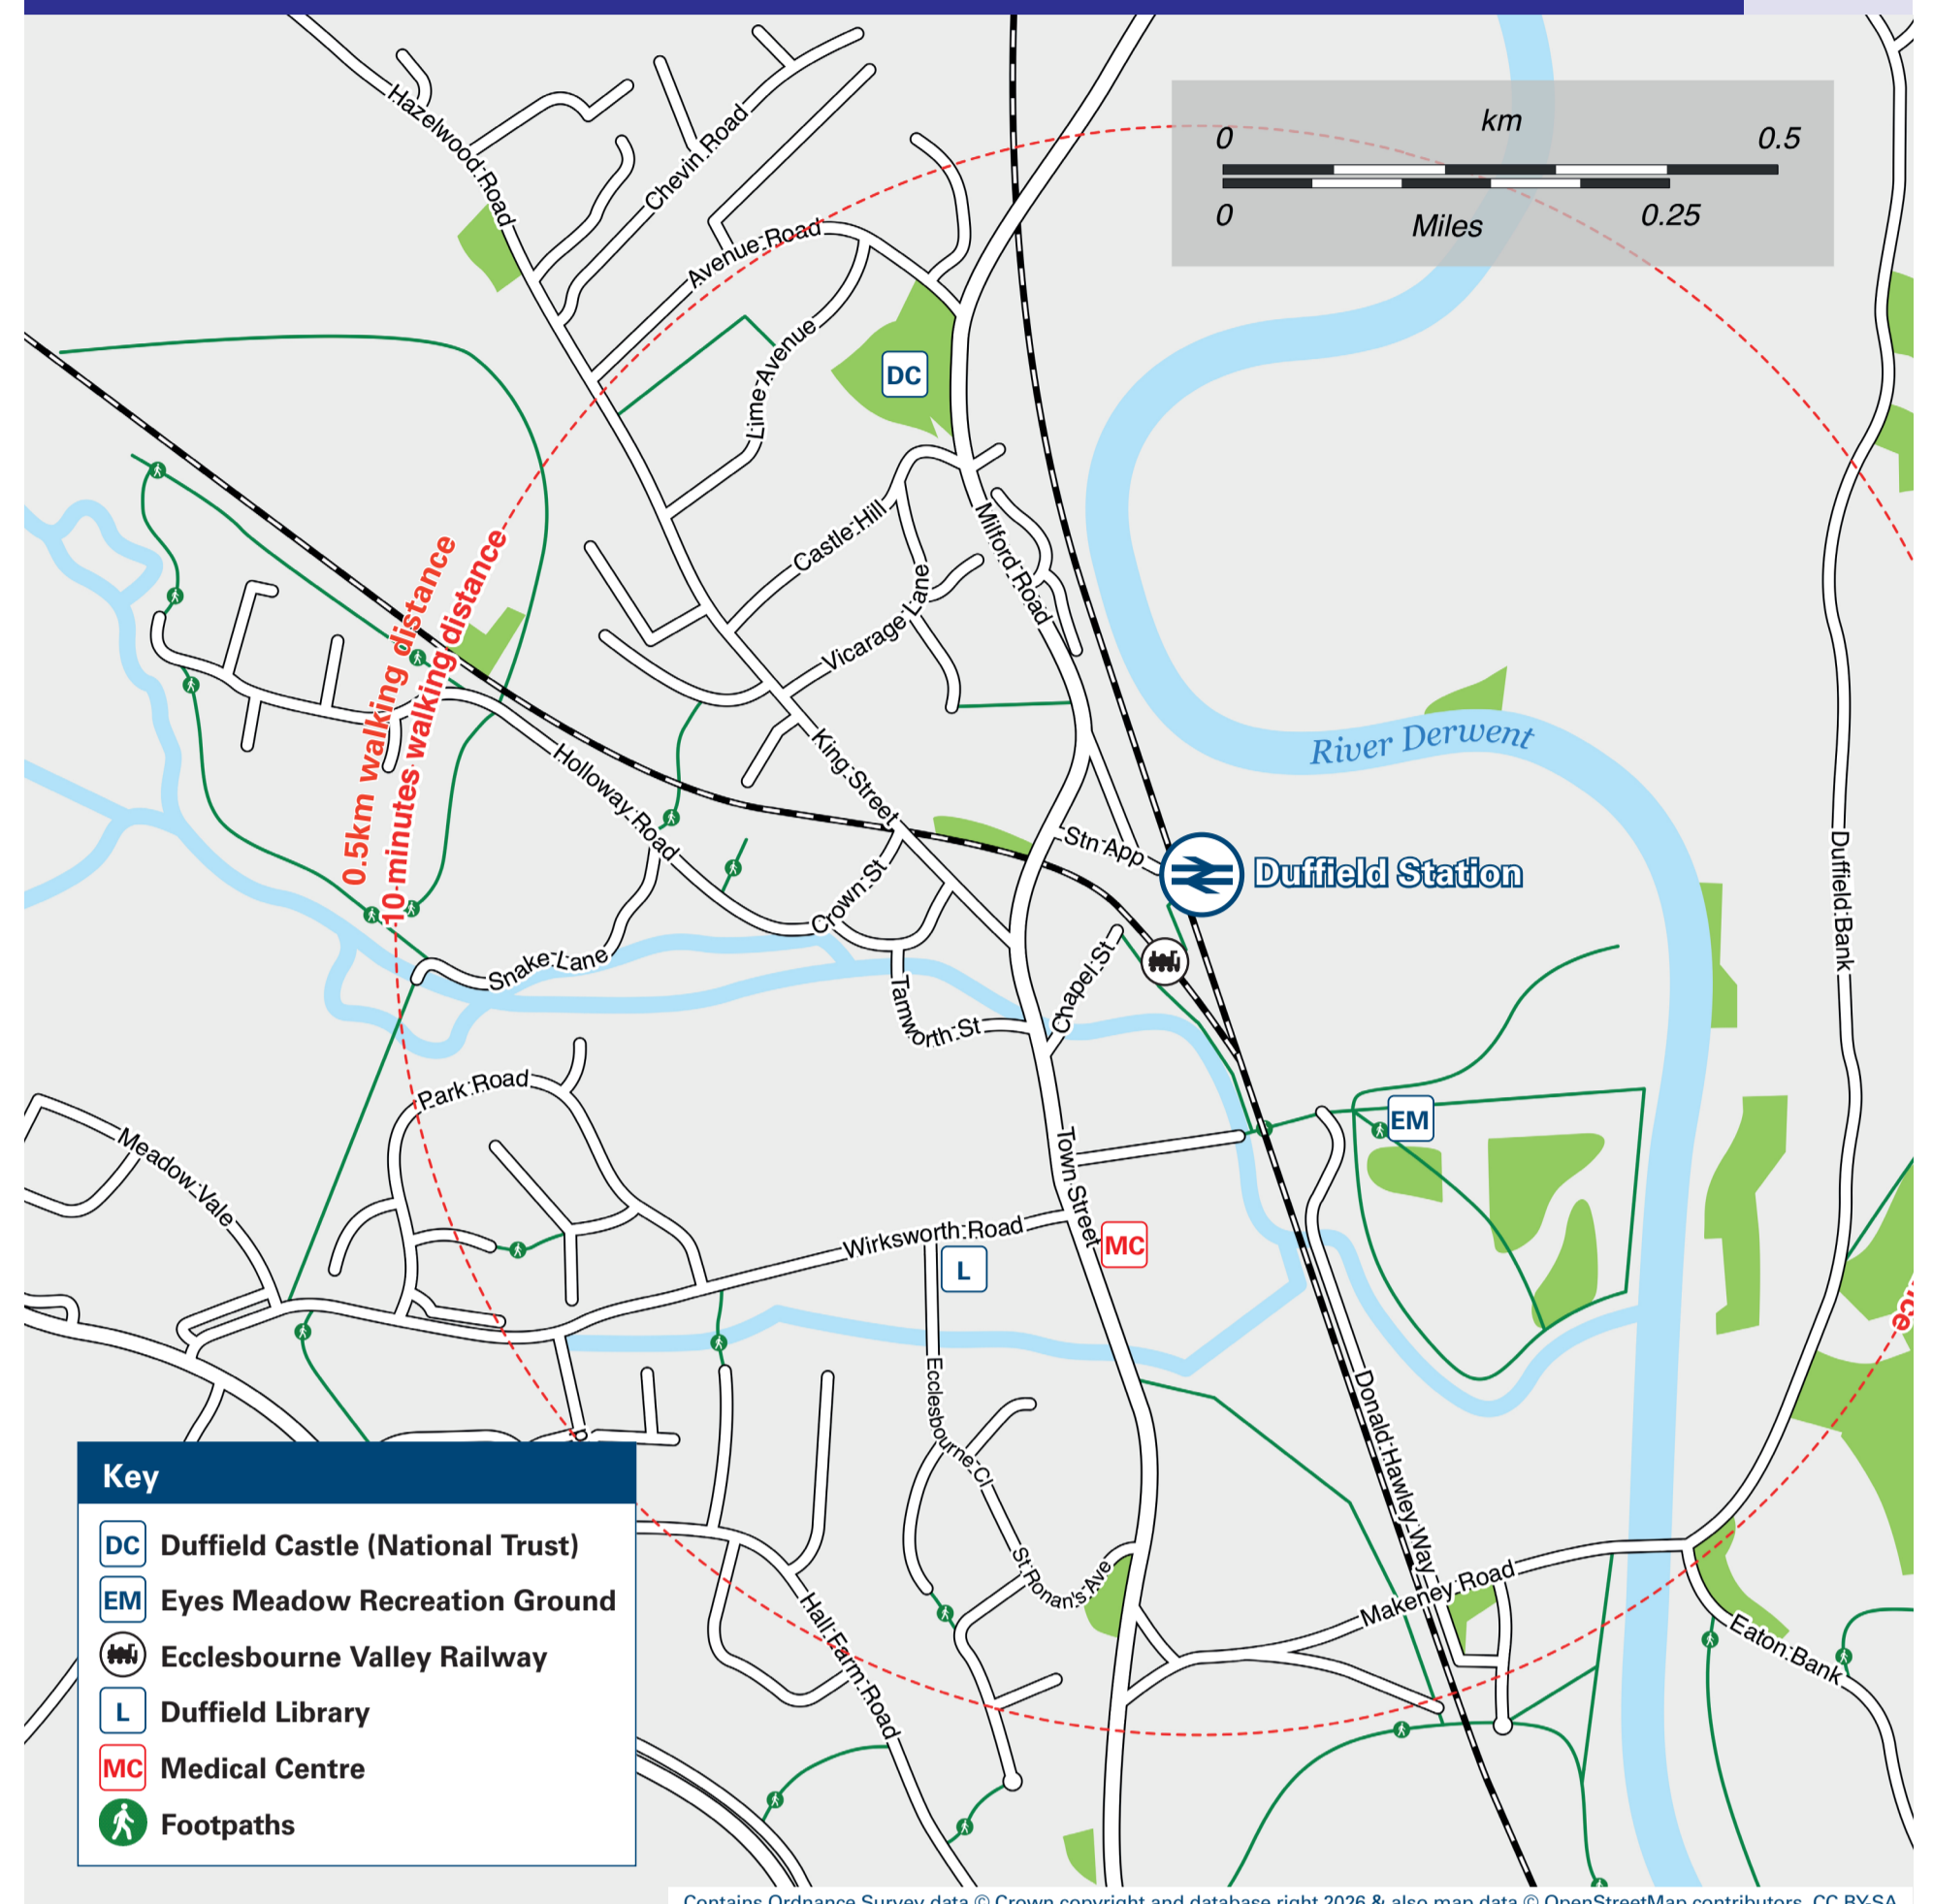 km
0 0.5
0 0.25
Miles
Hazelwood Road
Chevin Road
Avenue Road
Lime Avenue
DC
Castle Hill
Milford Road
Vicarage Lane
0.5km walking distance
10 minutes walking distance
King Street
Holloway Road
River Derwent
Stn App
Duffield Station
Duffield Bank
Crown St
Snake Lane
Chapel St
Tamworth St
Park Road
EM
Meadow Vale
Town Street
Wirksworth Road
MC
L
Ecclesbourne Cl
Donald Hawley Way
St Ronan's Ave
Makeney Road
Eaton Bank
Hall Farm Road
ce
Key
DC Duffield Castle (National Trust)
EM Eyes Meadow Recreation Ground
Ecclesbourne Valley Railway
L Duffield Library
MC Medical Centre
Footpaths
Contains Ordnance Survey data © Crown copyright and database right 2026 & also map data © OpenStreetMap contributors, CC BY-SA